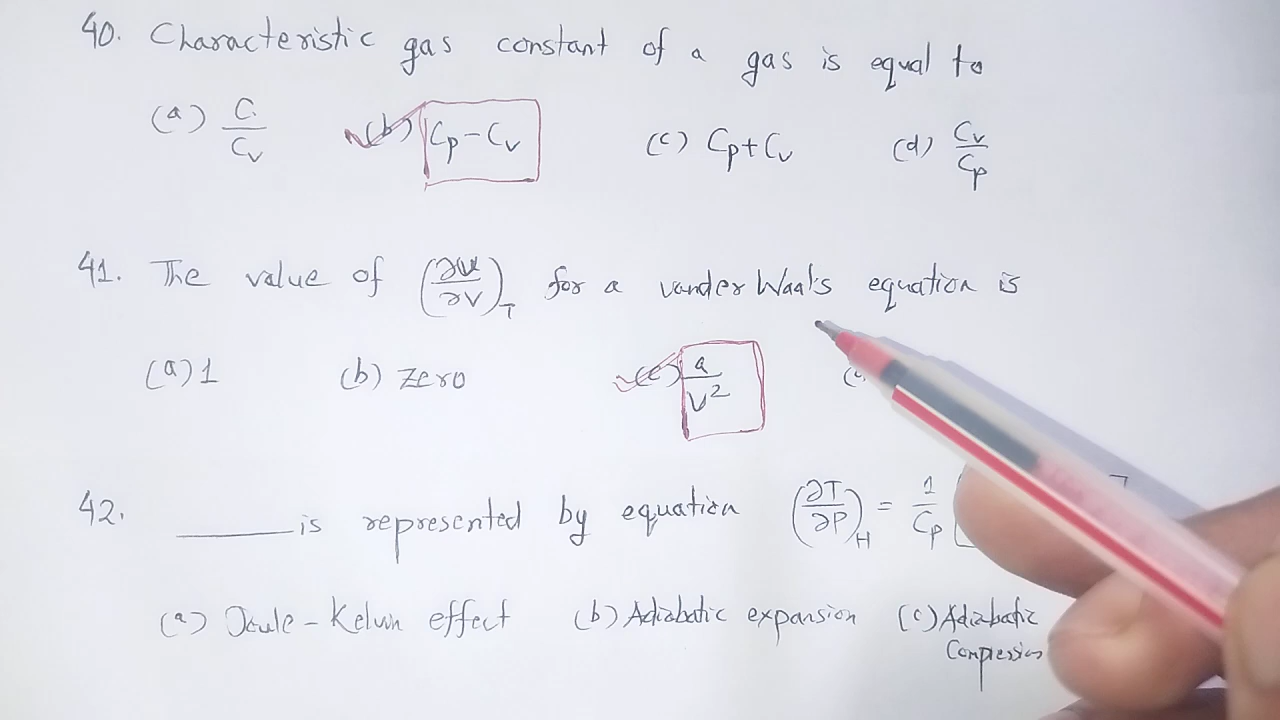 40. Characteristic gas constant of a gas is equal to
(a) C/Cv (b) Cp - Cv (c) Cp + Cv (d) Cv/Cp
41. The value of (∂U/∂V)T for a vander Waal's equation is
(a) 1 (b) Zero (c) a/V²
42. ______ is represented by equation (∂T/∂P)H = 1/Cp [
(a) Joule - Kelvin effect (b) Adiabatic expansion (c) Adiabatic
Compression